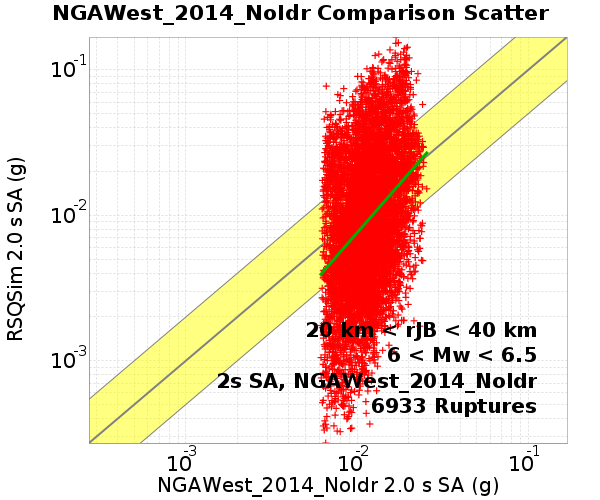 NGAWest_2014_NoIdr Comparison Scatter
10-1
10-2
10-3
RSQSim 2.0 s SA (g)
20 km < rJB < 40 km
6 < Mw < 6.5
2s SA, NGAWest_2014_NoIdr
6933 Ruptures
10-3 10-2 10-1
NGAWest_2014_NoIdr 2.0 s SA (g)